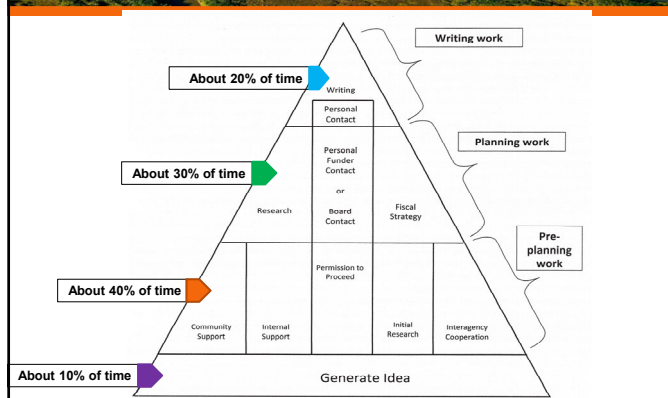 Writing work
About 20% of time
Writing
Personal
Contact
Planning work
Personal
Funder
Contact
or
Board
Contact
About 30% of time
Research
Fiscal
Strategy
Pre-
planning
work
Permission to
Proceed
About 40% of time
Community
Support
Internal
Support
Initial
Research
Interagency
Cooperation
About 10% of time
Generate Idea